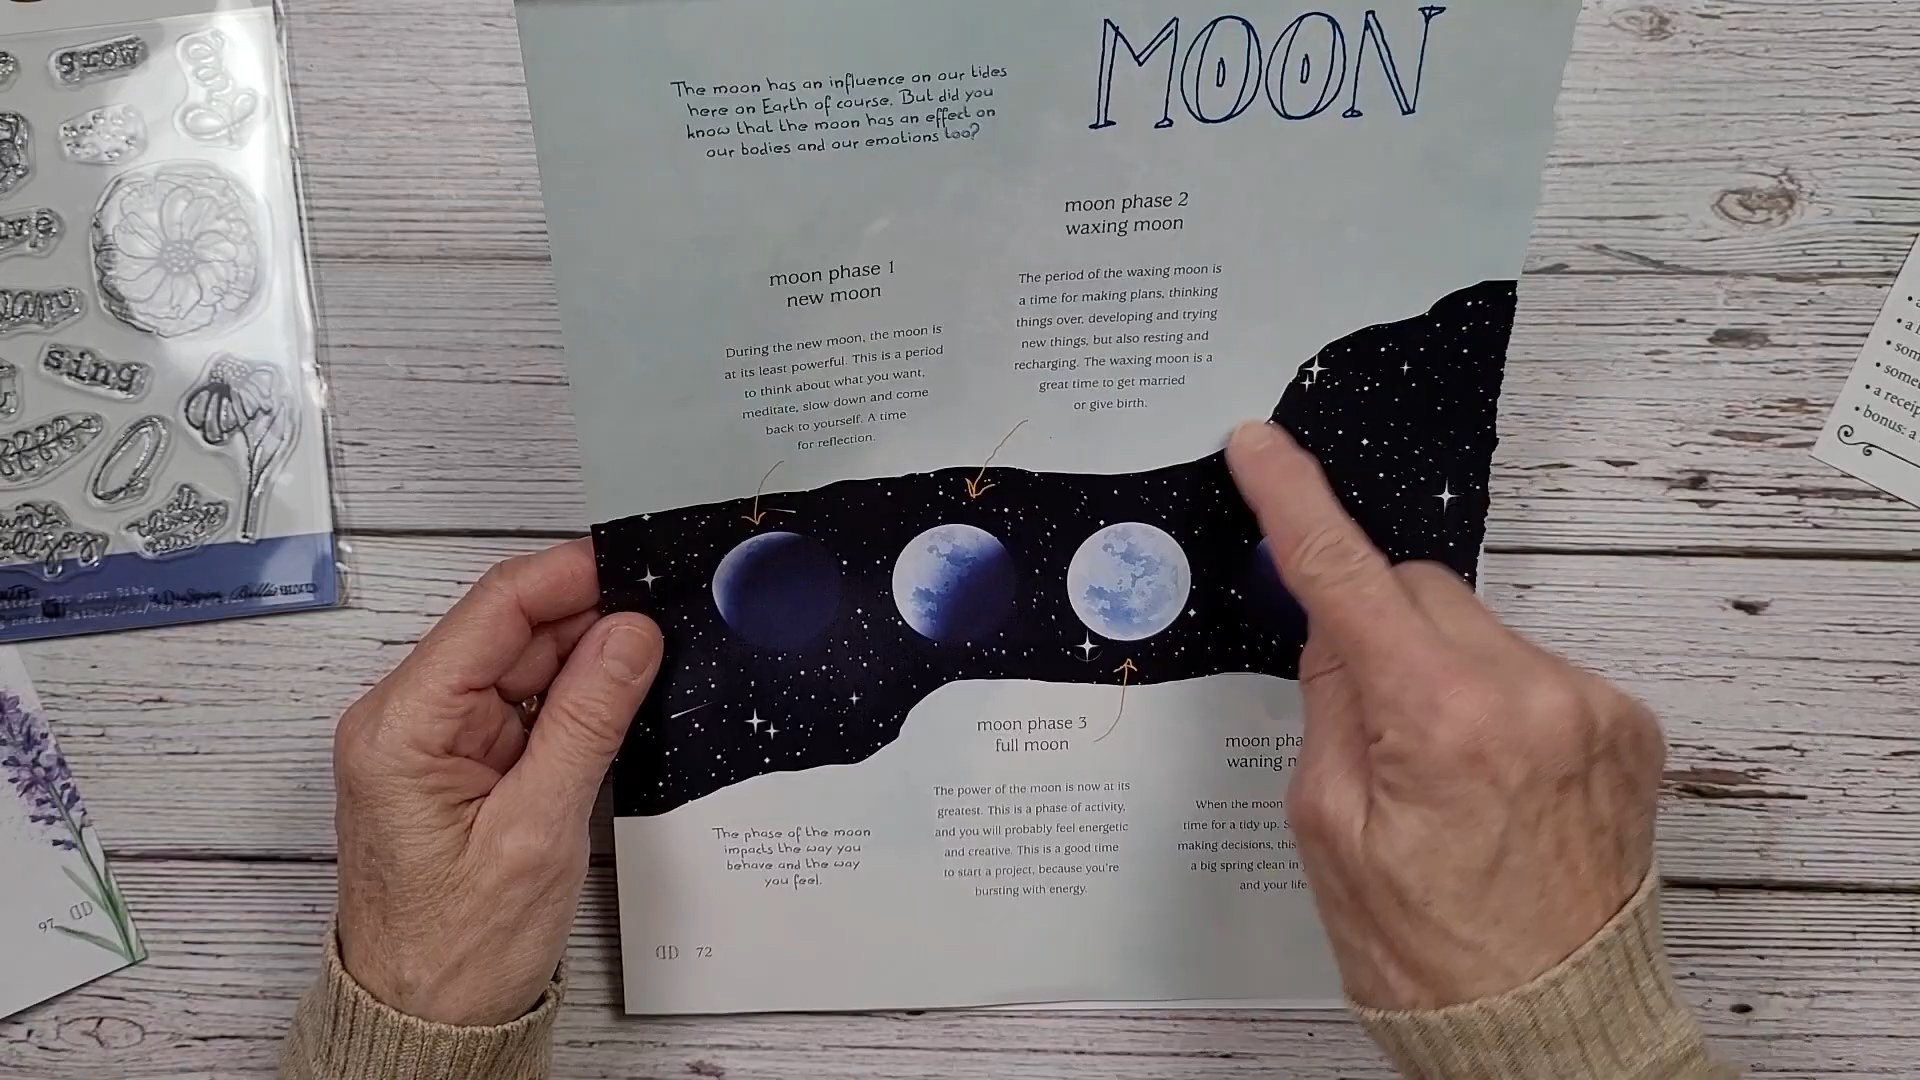 MOON
The moon has an influence on our tides
here on Earth of course. But did you
know that the moon has an effect on
our bodies and our emotions too?
moon phase 1
new moon
During the new moon, the moon is
at its least powerful. This is a period
to think about what you want,
meditate, slow down and come
back to yourself. A time
for reflection.
moon phase 2
waxing moon
The period of the waxing moon is
a time for making plans, thinking
things over, developing and trying
new things, but also resting and
recharging. The waxing moon is a
great time to get married
or give birth.
moon phase 3
full moon
The power of the moon is now at its
greatest. This is a phase of activity,
and you will probably feel energetic
and creative. This is a good time
to start a project, because you're
bursting with energy.
moon
waning
When the moon
time for a tidy up.
making decisions, this
a big spring clean in
and your life
The phase of the moon
impacts the way you
behave and the way
you feel.
72
grow
sing
your Bible
97
• a receip
• bonus: a